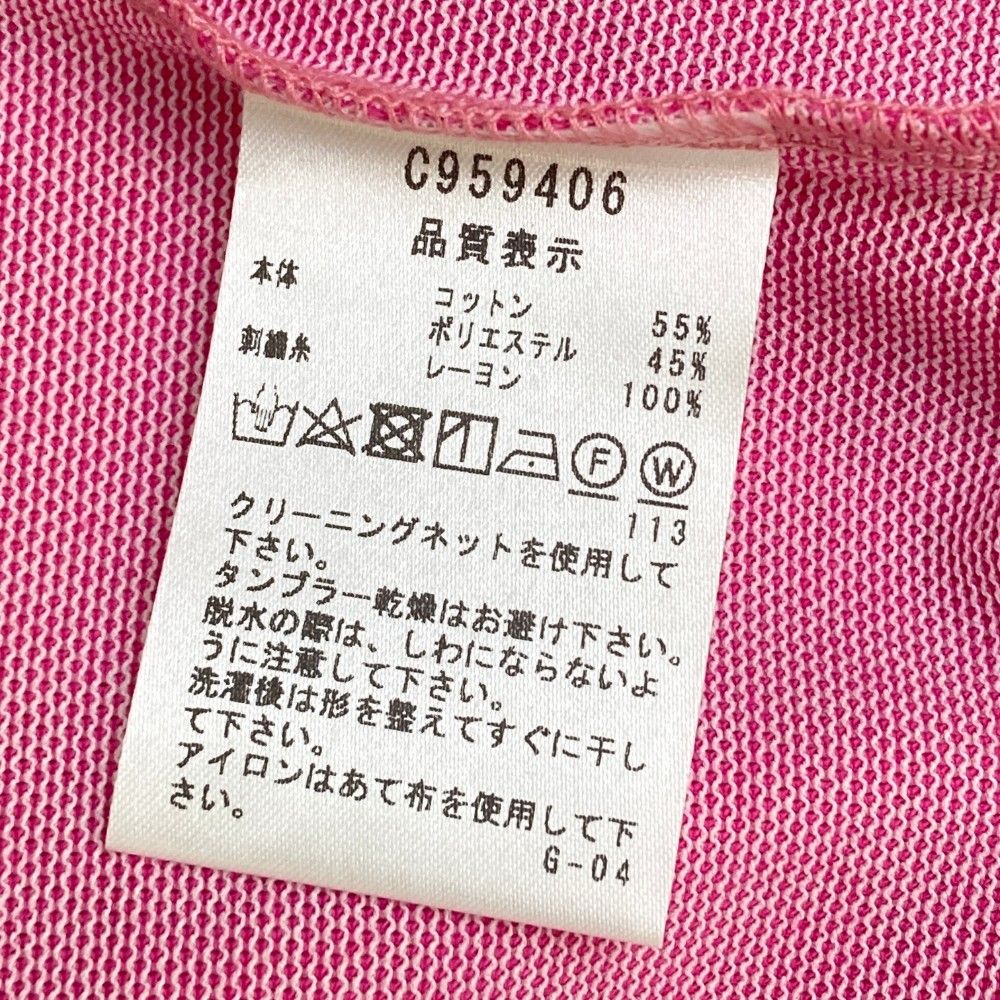 C959406
品質表示
本体 コットン 55%
ポリエステル 45%
刺繍糸 レーヨン 100%
F W
113
クリーニングネットを使用して
下さい。
タンブラー乾燥はお避け下さい。
脱水の際は、しわにならないよ
うに注意して下さい。
洗濯後は形を整えてすぐに干し
て下さい。
アイロンはあて布を使用して下
さい。
G-04